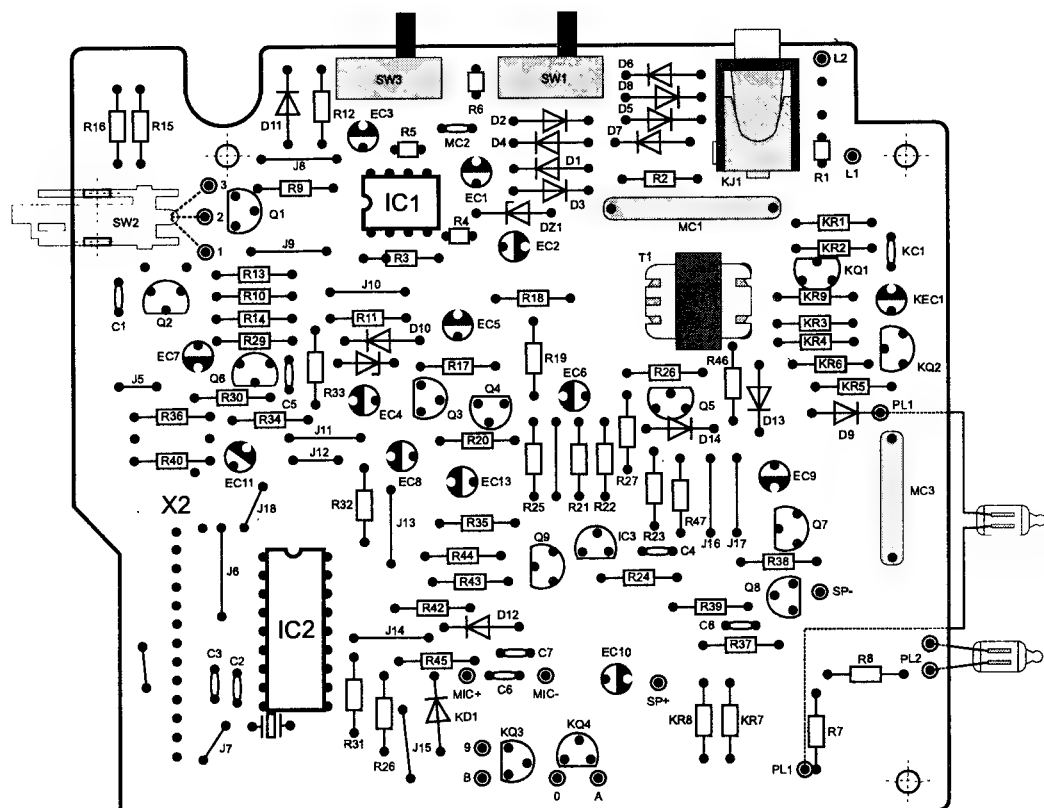 SW3
SW1
D6
D8
D5
D7
L2
R16
R15
D11
R12
EC3
R6
R5
MC2
D2
D4
D1
D3
J8
R2
KJ1
R1
L1
3
SW2
2
1
R9
Q1
IC1
EC1
R4
DZ1
EC2
MC1
KR1
KR2
KC1
KQ1
J9
R3
T1
R13
R10
R14
R29
C1
Q2
J10
R11
D10
R18
EC5
KR9
KEC1
KR3
KR4
KR6
KQ2
KR5
EC7
Q6
C5
R33
R17
R19
EC6
R26
R46
J5
R30
EC4
Q3
Q4
Q5
D14
D13
PL1
D9
R36
R34
J11
R20
R40
J12
EC11
EC8
EC13
R25
R21
R22
R27
EC9
MC3
X2
J18
R32
J13
R35
R23
R47
J16
J17
Q7
J6
R44
Q9
IC3
C4
R38
R43
R24
Q8
SP-
IC2
R42
D12
R39
C8
J14
R37
R45
C7
EC10
PL2
C3
C2
MIC+
C6
MIC-
SP+
R8
R31
R26
KD1
KR8
KR7
R7
J7
J15
9
KQ3
KQ4
B
0
A
PL1